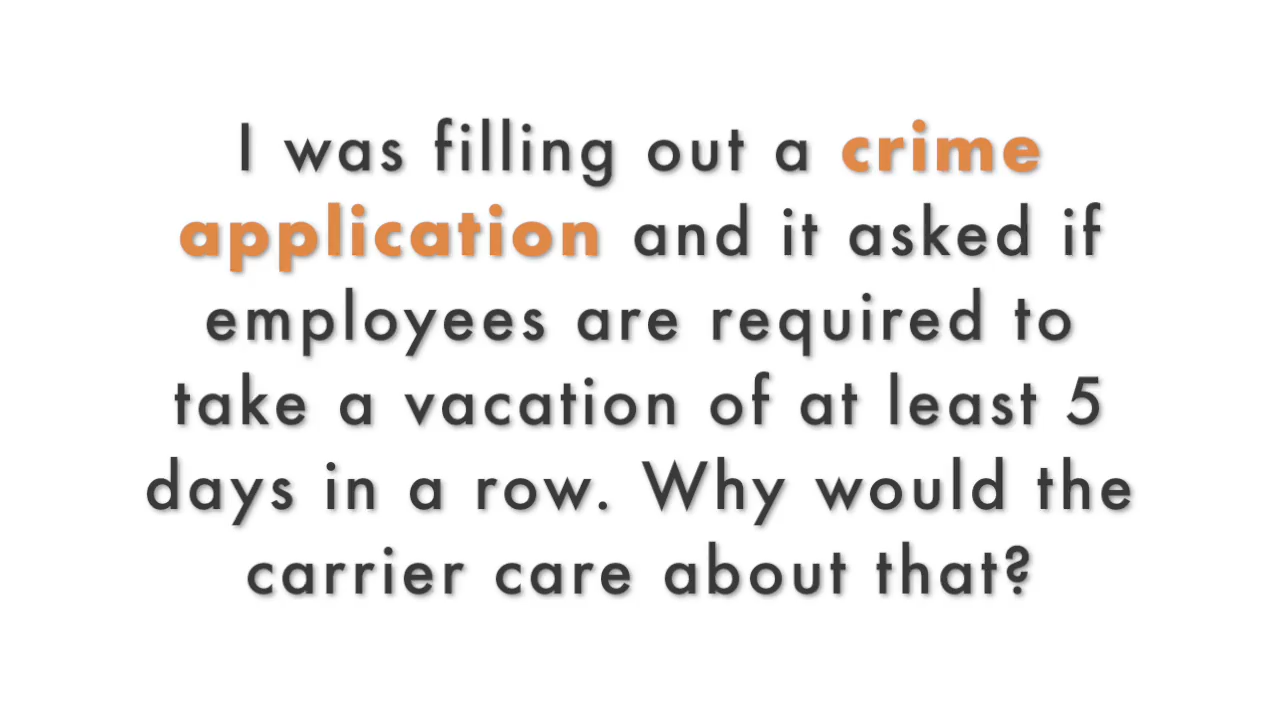 I was filling out a crime
application and it asked if
employees are required to
take a vacation of at least 5
days in a row. Why would the
carrier care about that?